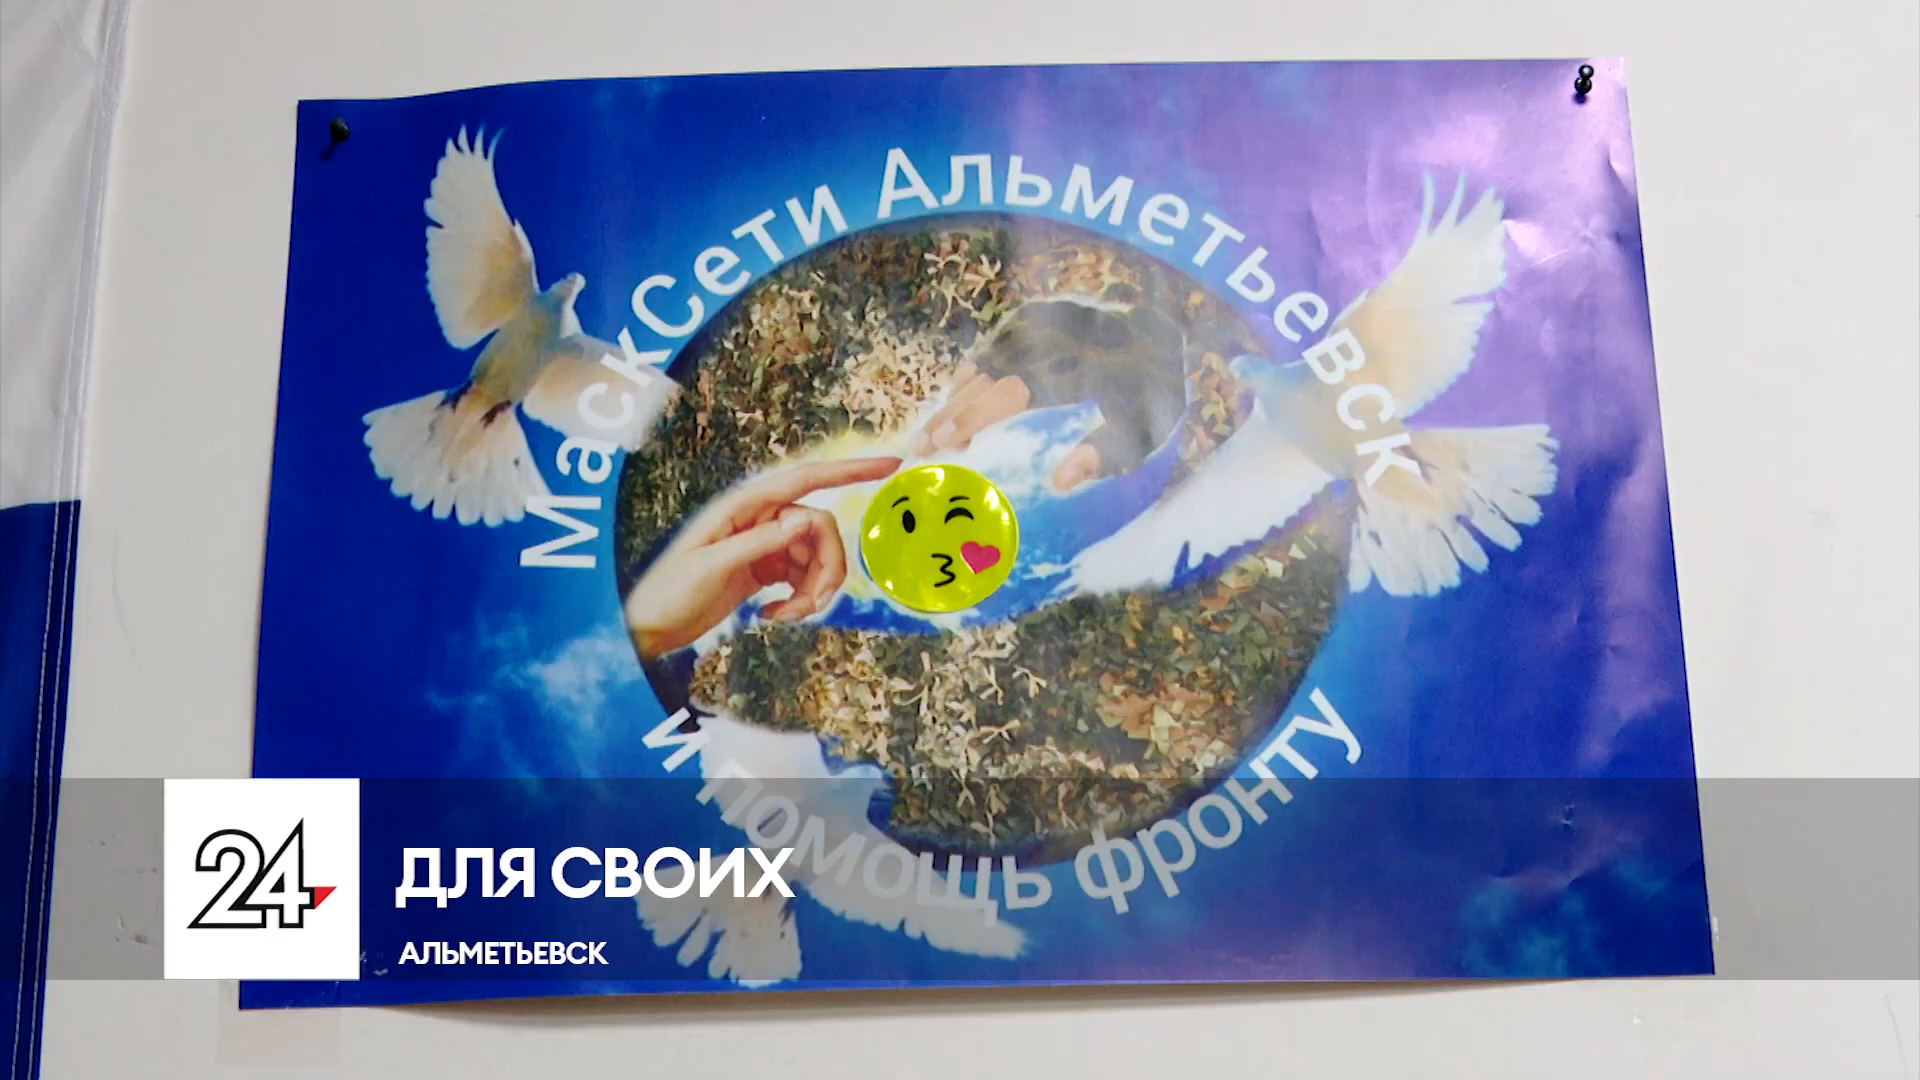 МаскСети Альметьевск
и помощь фронту
24
ДЛЯ СВОИХ
АЛЬМЕТЬЕВСК